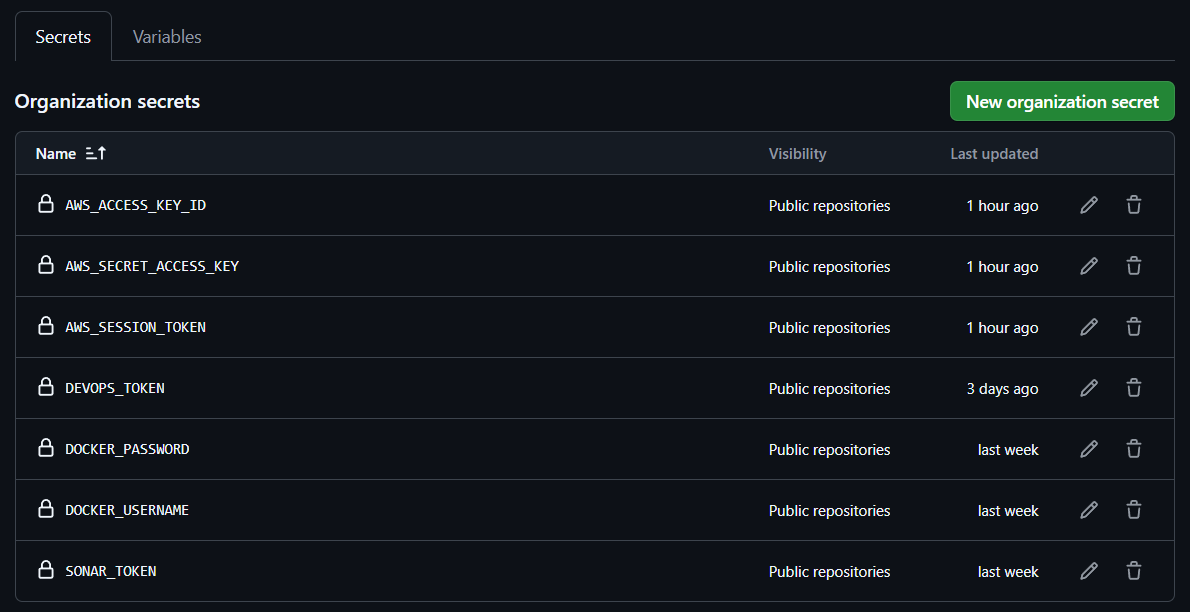 Secrets Variables
Organization secrets New organization secret
Name Visibility Last updated
AWS_ACCESS_KEY_ID Public repositories 1 hour ago
AWS_SECRET_ACCESS_KEY Public repositories 1 hour ago
AWS_SESSION_TOKEN Public repositories 1 hour ago
DEVOPS_TOKEN Public repositories 3 days ago
DOCKER_PASSWORD Public repositories last week
DOCKER_USERNAME Public repositories last week
SONAR_TOKEN Public repositories last week